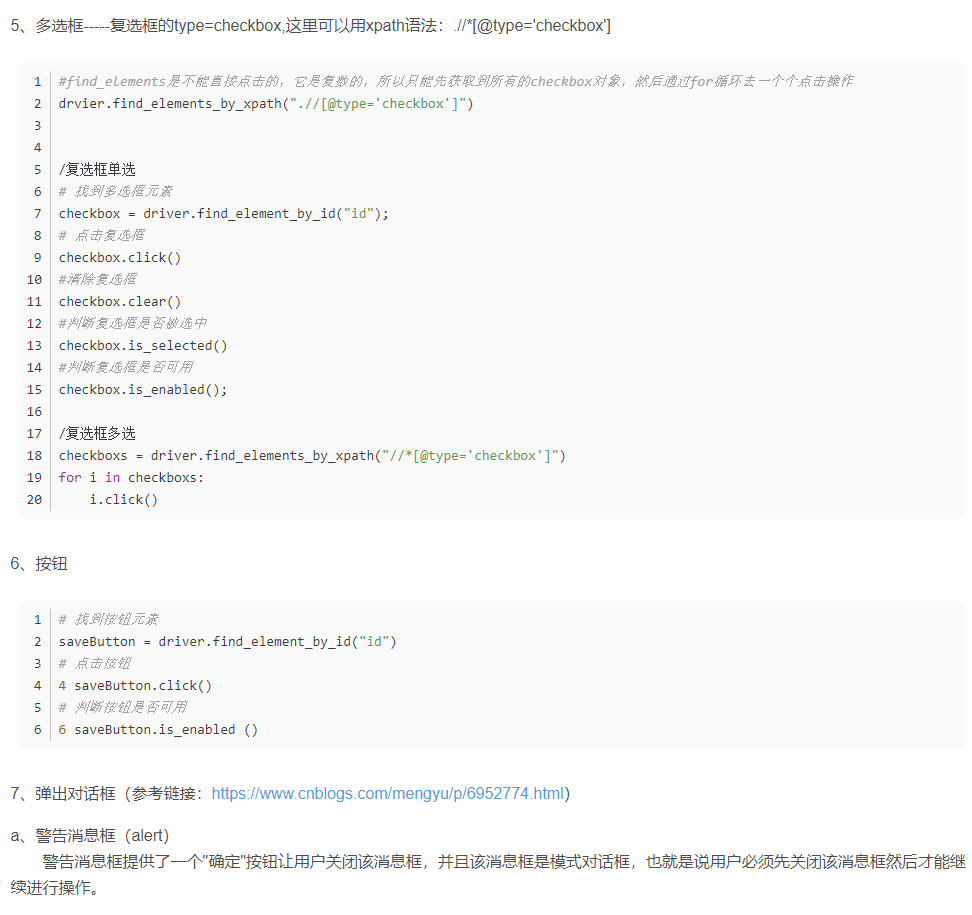 5、多选框-----复选框的type=checkbox,这里可以用xpath语法：.//*[@type='checkbox']
1 #find_elements是不能直接点击的，它是复数的，所以只能先获取到所有的checkbox对象，然后通过for循环去一个个点击操作
2 drvier.find_elements_by_xpath(".//[@type='checkbox']")
3
4
5 /复选框单选
6 # 找到多选框元素
7 checkbox = driver.find_element_by_id("id");
8 # 点击复选框
9 checkbox.click()
10 #清除复选框
11 checkbox.clear()
12 #判断复选框是否被选中
13 checkbox.is_selected()
14 #判断复选框是否可用
15 checkbox.is_enabled();
16
17 /复选框多选
18 checkboxs = driver.find_elements_by_xpath("//*[@type='checkbox']")
19 for i in checkboxs:
20     i.click()
6、按钮
1 # 找到按钮元素
2 saveButton = driver.find_element_by_id("id")
3 # 点击按钮
4 4 saveButton.click()
5 # 判断按钮是否可用
6 6 saveButton.is_enabled ()
7、弹出对话框（参考链接：https://www.cnblogs.com/mengyu/p/6952774.html）
a、警告消息框（alert）
警告消息框提供了一个"确定"按钮让用户关闭该消息框，并且该消息框是模式对话框，也就是说用户必须先关闭该消息框然后才能继
续进行操作。